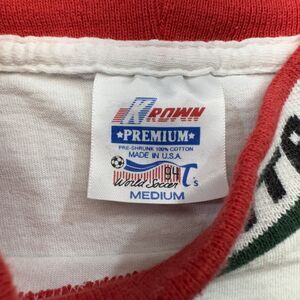 KROWN
★PREMIUM★
PRE-SHRUNK 100% COTTON
MADE IN U.S.A.
World Soccer 94 T's
MEDIUM